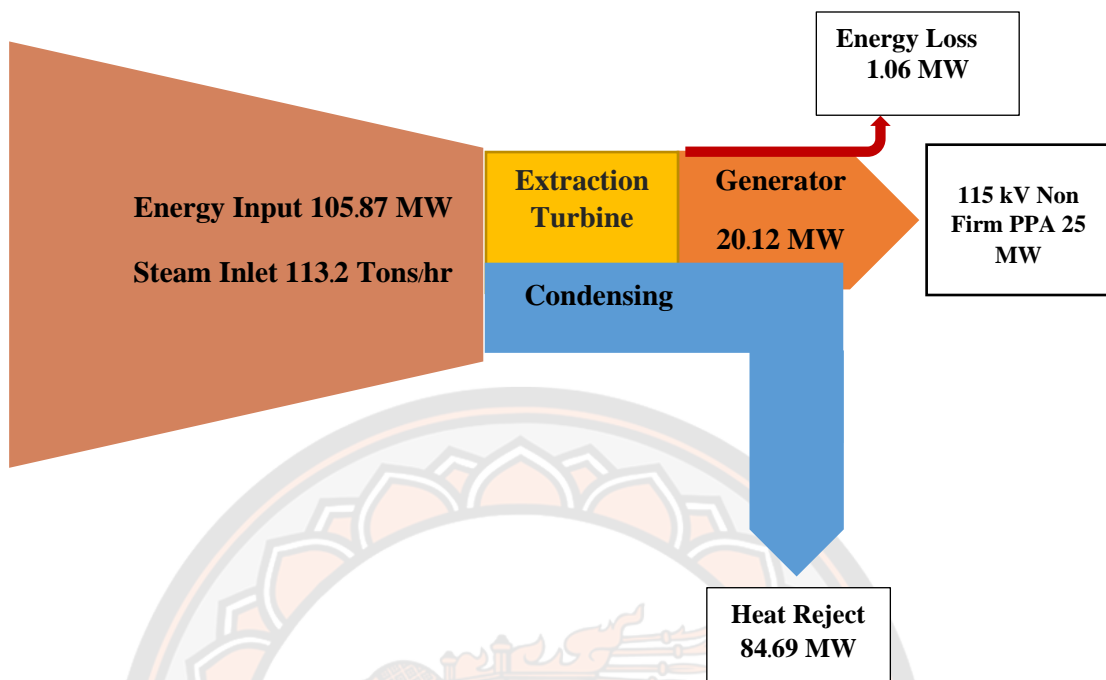 Energy Loss
1.06 MW
Energy Input 105.87 MW
Steam Inlet 113.2 Tons/hr
Extraction
Turbine
Generator
20.12 MW
115 kV Non
Firm PPA 25
MW
Condensing
Heat Reject
84.69 MW